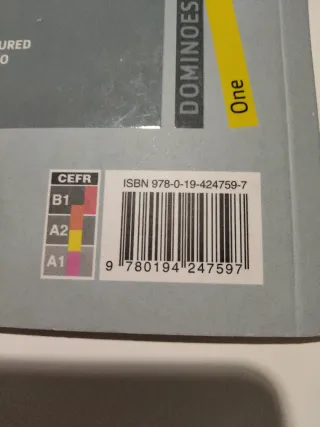 URED
O
DOMINOES
One
CEFR
B1
A2
A1
ISBN 978-0-19-424759-7
9 780194 247597